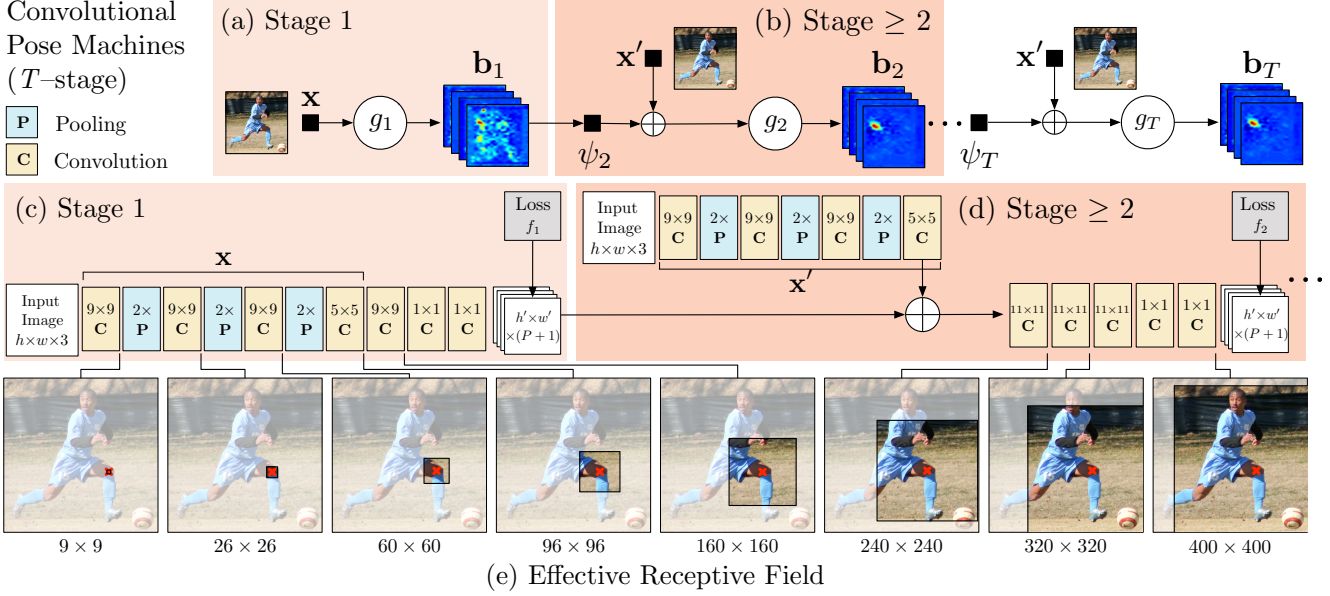 Convolutional
Pose Machines
(T–stage)
P Pooling
C Convolution
(a) Stage 1
x
g₁
b₁
(b) Stage ≥ 2
x′
ψ₂
g₂
b₂
• • •
x′
ψ_T
g_T
b_T
(c) Stage 1
Loss
f₁
x
Input
Image
h×w×3
9×9 2× 9×9 2× 9×9 2× 5×5 9×9 1×1 1×1
C P C P C P C C C C
h′×w′
×(P+1)
(d) Stage ≥ 2
Input
Image
h×w×3
9×9 2× 9×9 2× 9×9 2× 5×5
C P C P C P C
x′
Loss
f₂
• • •
11×11 11×11 11×11 1×1 1×1
C C C C C
h′×w′
×(P+1)
9 × 9
26 × 26
60 × 60
96 × 96
160 × 160
240 × 240
320 × 320
400 × 400
(e) Effective Receptive Field